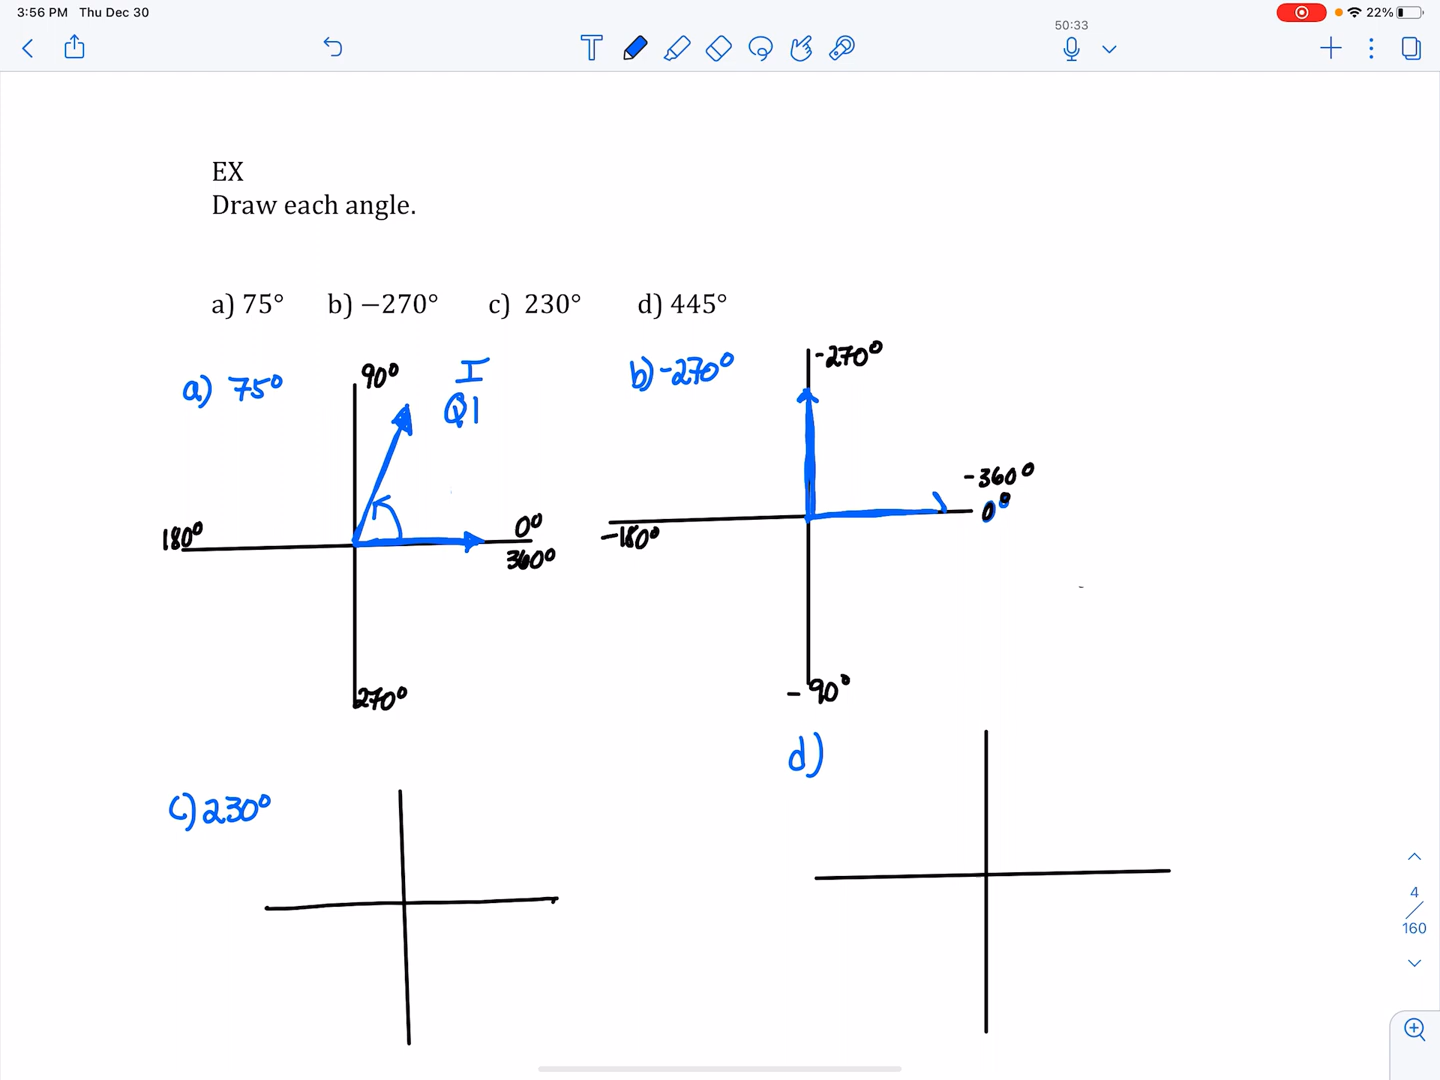 3:56 PM Thu Dec 30
22%
50:33
T
EX
Draw each angle.
a) 75° b) −270° c) 230° d) 445°
a) 75°
90°
I
Q1
180°
0°
360°
270°
b) -270°
-270°
-360°
0°
-180°
-90°
c) 230°
d)
4
160